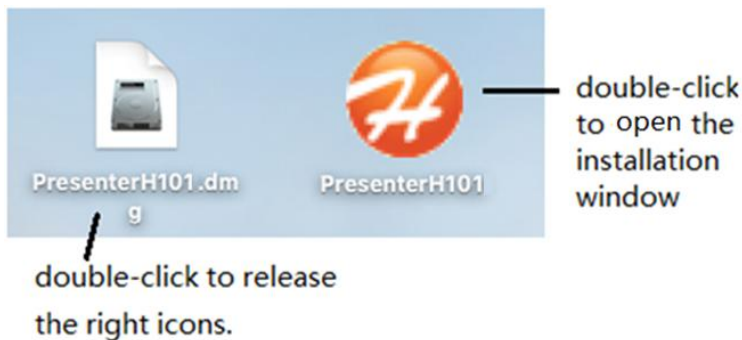 PresenterH101.dm
g
PresenterH101
double-click
to open the
installation
window
double-click to release
the right icons.